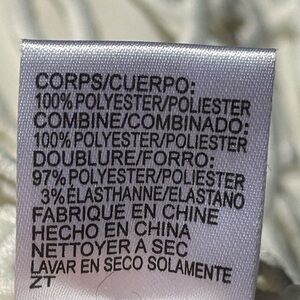 CORPS/CUERPO:
100% POLYESTER/POLIESTER
COMBINE/COMBINADO:
100% POLYESTER/POLIESTER
DOUBLURE/FORRO:
97% POLYESTER/POLIESTER
3% ÉLASTHANNE/ELASTANO
FABRIQUE EN CHINE
HECHO EN CHINA
NETTOYER A SEC
LAVAR EN SECO SOLAMENTE
ZT